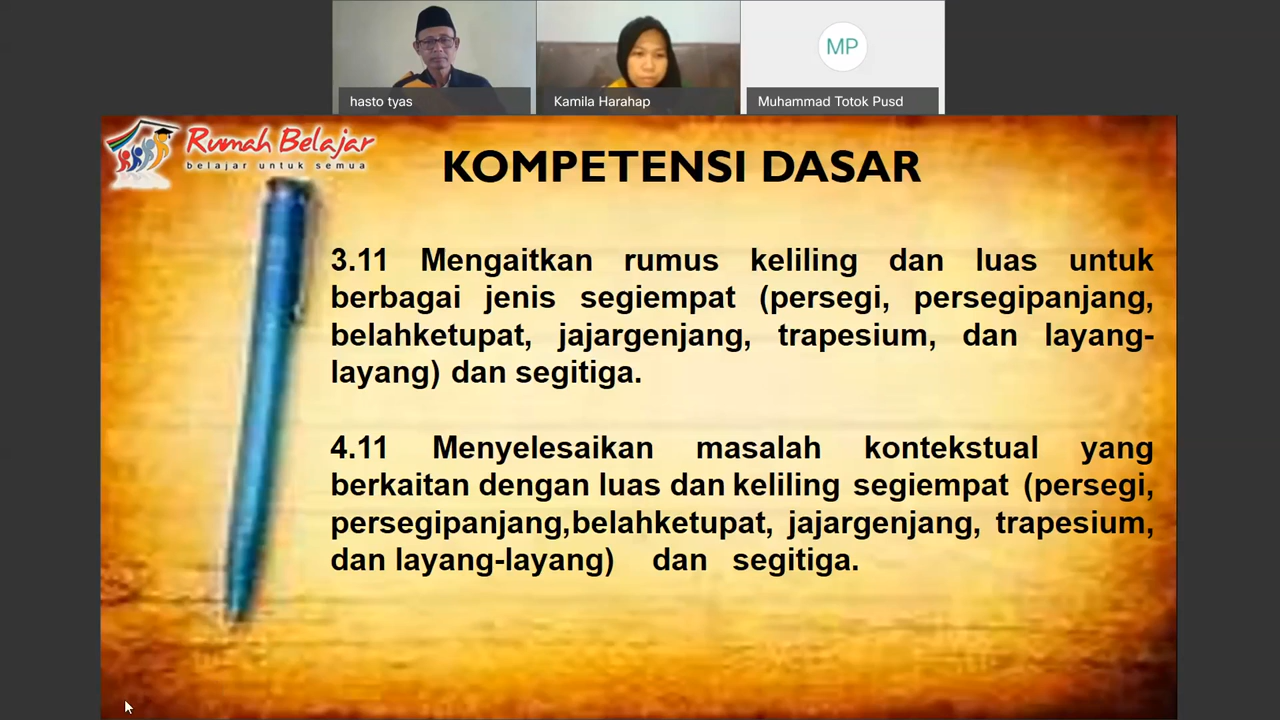 hasto tyas
Kamila Harahap
MP
Muhammad Totok Pusd
Rumah Belajar
belajar untuk semua
KOMPETENSI DASAR
3.11 Mengaitkan rumus keliling dan luas untuk
berbagai jenis segiempat (persegi, persegipanjang,
belahketupat, jajargenjang, trapesium, dan layang-
layang) dan segitiga.
4.11 Menyelesaikan masalah kontekstual yang
berkaitan dengan luas dan keliling segiempat (persegi,
persegipanjang,belahketupat, jajargenjang, trapesium,
dan layang-layang) dan segitiga.